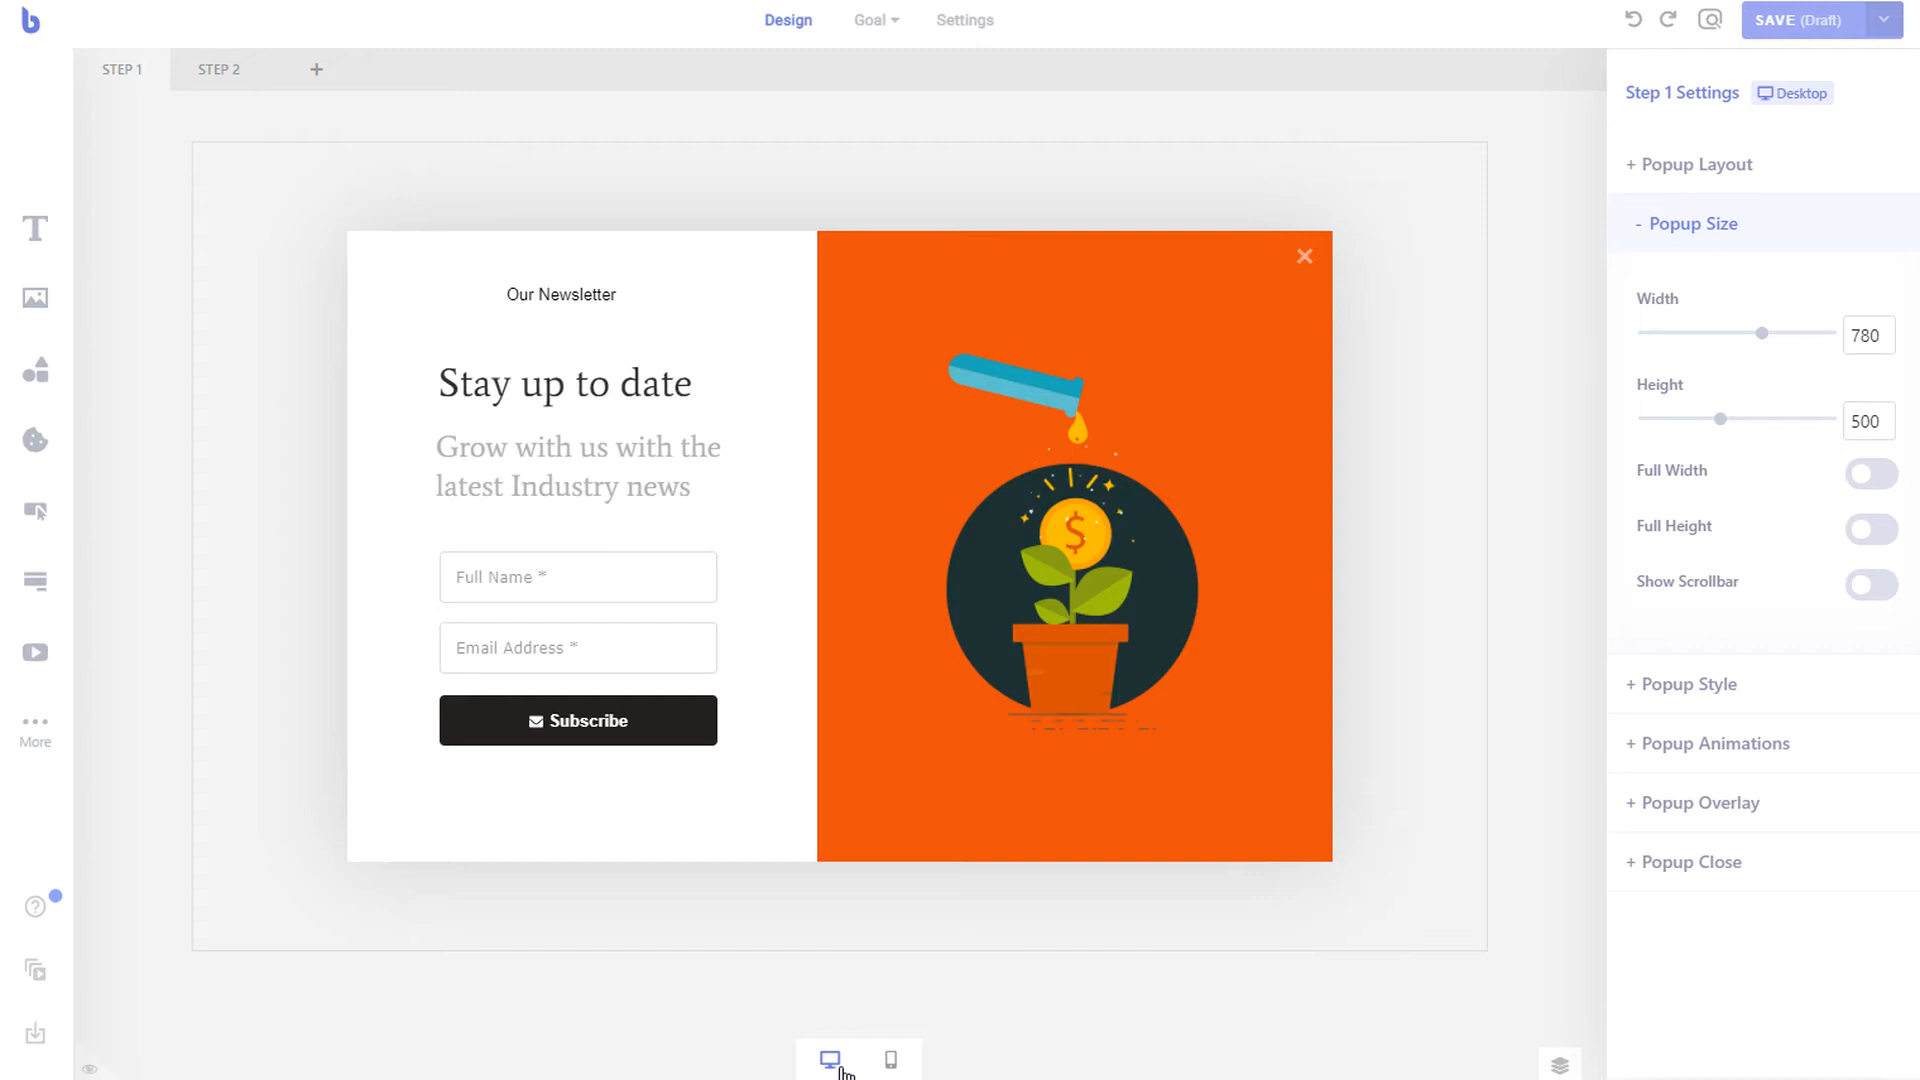 b
Design
Goal
Settings
SAVE (Draft)
STEP 1
STEP 2
+
Step 1 Settings
Desktop
+ Popup Layout
- Popup Size
Width
780
Height
500
Full Width
Full Height
Show Scrollbar
+ Popup Style
+ Popup Animations
+ Popup Overlay
+ Popup Close
T
More
?
Our Newsletter
Stay up to date
Grow with us with the
latest Industry news
Full Name *
Email Address *
Subscribe
$